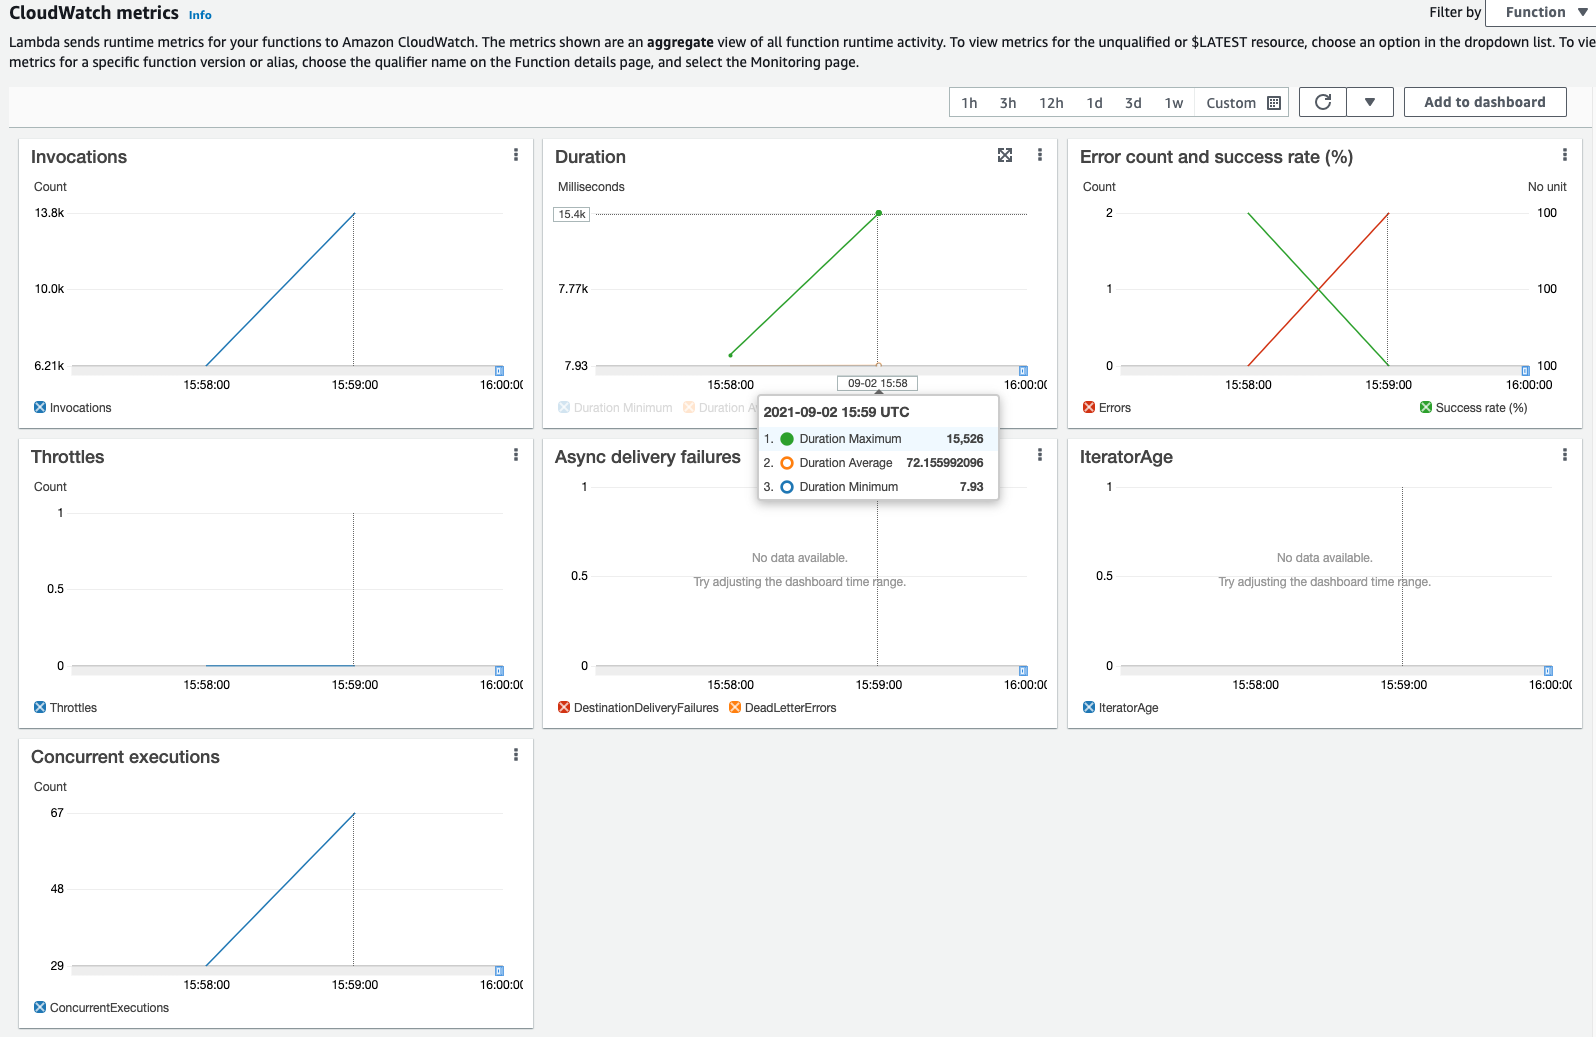 CloudWatch metrics Info
Filter by Function
Lambda sends runtime metrics for your functions to Amazon CloudWatch. The metrics shown are an aggregate view of all function runtime activity. To view metrics for the unqualified or $LATEST resource, choose an option in the dropdown list. To vie
metrics for a specific function version or alias, choose the qualifier name on the Function details page, and select the Monitoring page.
1h 3h 12h 1d 3d 1w Custom Add to dashboard
Invocations
Count
13.8k
10.0k
6.21k
15:58:00 15:59:00 16:00:00
Invocations
Duration
Milliseconds
15.4k
7.77k
7.93
15:58:00 09-02 15:58 16:00:00
Duration Minimum Duration A
2021-09-02 15:59 UTC
1. Duration Maximum 15,526
2. Duration Average 72.155992096
3. Duration Minimum 7.93
Error count and success rate (%)
Count No unit
2 100
1 100
0 100
15:58:00 15:59:00 16:00:00
Errors Success rate (%)
Throttles
Count
1
0.5
0
15:58:00 15:59:00 16:00:00
Throttles
Async delivery failures
1
No data available.
0.5
Try adjusting the dashboard time range.
0
15:58:00 15:59:00 16:00:00
DestinationDeliveryFailures DeadLetterErrors
IteratorAge
1
No data available.
0.5
Try adjusting the dashboard time range.
0
15:58:00 15:59:00 16:00:00
IteratorAge
Concurrent executions
Count
67
48
29
15:58:00 15:59:00 16:00:00
ConcurrentExecutions